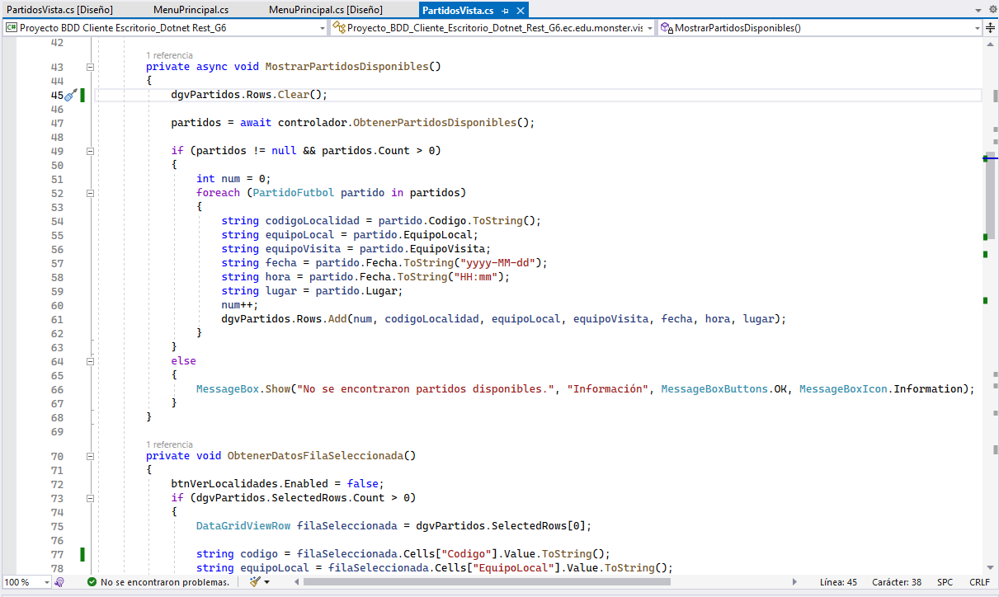 PartidosVista.cs [Diseño] MenuPrincipal.cs MenuPrincipal.cs [Diseño] PartidosVista.cs
C# Proyecto BDD Cliente Escritorio_Dotnet Rest_G6 Proyecto_BDD_Cliente_Escritorio_Dotnet_Rest_G6.ec.edu.monster.vis MostrarPartidosDisponibles()
42
1 referencia
43 private async void MostrarPartidosDisponibles()
44 {
45 dgvPartidos.Rows.Clear();
46
47 partidos = await controlador.ObtenerPartidosDisponibles();
48
49 if (partidos != null && partidos.Count > 0)
50 {
51 int num = 0;
52 foreach (PartidoFutbol partido in partidos)
53 {
54 string codigoLocalidad = partido.Codigo.ToString();
55 string equipoLocal = partido.EquipoLocal;
56 string equipoVisita = partido.EquipoVisita;
57 string fecha = partido.Fecha.ToString("yyyy-MM-dd");
58 string hora = partido.Fecha.ToString("HH:mm");
59 string lugar = partido.Lugar;
60 num++;
61 dgvPartidos.Rows.Add(num, codigoLocalidad, equipoLocal, equipoVisita, fecha, hora, lugar);
62 }
63 }
64 else
65 {
66 MessageBox.Show("No se encontraron partidos disponibles.", "Información", MessageBoxButtons.OK, MessageBoxIcon.Information);
67 }
68 }
69
1 referencia
70 private void ObtenerDatosFilaSeleccionada()
71 {
72 btnVerLocalidades.Enabled = false;
73 if (dgvPartidos.SelectedRows.Count > 0)
74 {
75 DataGridViewRow filaSeleccionada = dgvPartidos.SelectedRows[0];
76
77 string codigo = filaSeleccionada.Cells["Codigo"].Value.ToString();
78 string equipoLocal = filaSeleccionada.Cells["EquipoLocal"].Value.ToString();
100 % No se encontraron problemas. Línea: 45 Carácter: 38 SPC CRLF